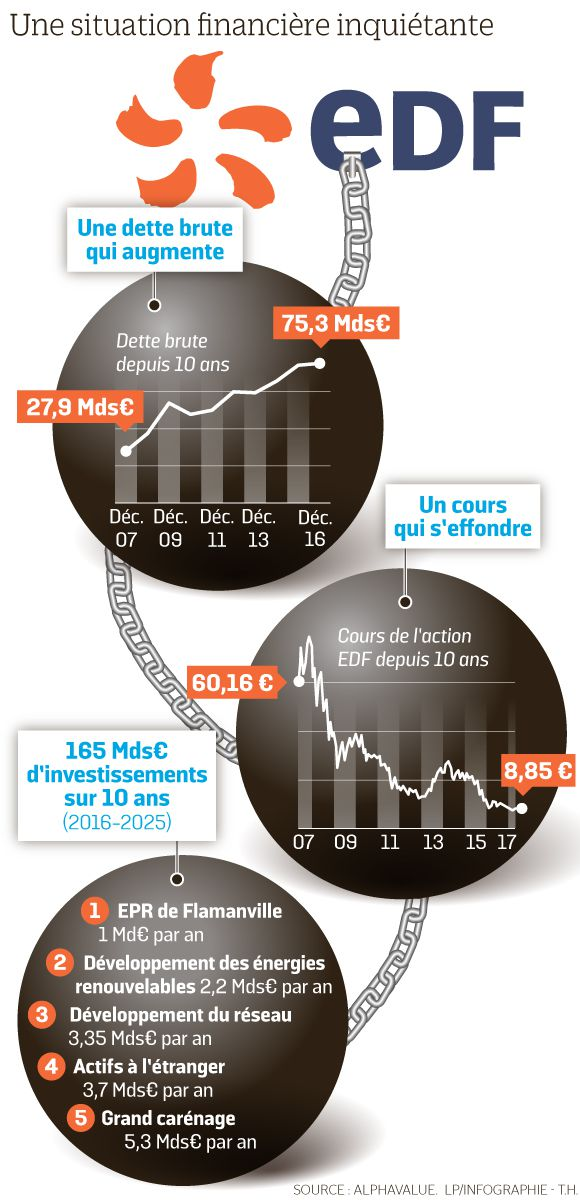 Une situation financière inquiétante
eDF
Une dette brute
qui augmente
Dette brute
depuis 10 ans
75,3 Mds€
27,9 Mds€
Déc. Déc. Déc. Déc. Déc.
07 09 11 13 16
Un cours
qui s'effondre
Cours de l'action
EDF depuis 10 ans
60,16 €
8,85 €
07 09 11 13 15 17
165 Mds€
d'investissements
sur 10 ans
(2016-2025)
1 EPR de Flamanville
1 Md€ par an
2 Développement des énergies
renouvelables 2,2 Mds€ par an
3 Développement du réseau
3,35 Mds€ par an
4 Actifs à l'étranger
3,7 Mds€ par an
5 Grand carénage
5,3 Mds€ par an
SOURCE : ALPHAVALUE. LP/INFOGRAPHIE - T.H.